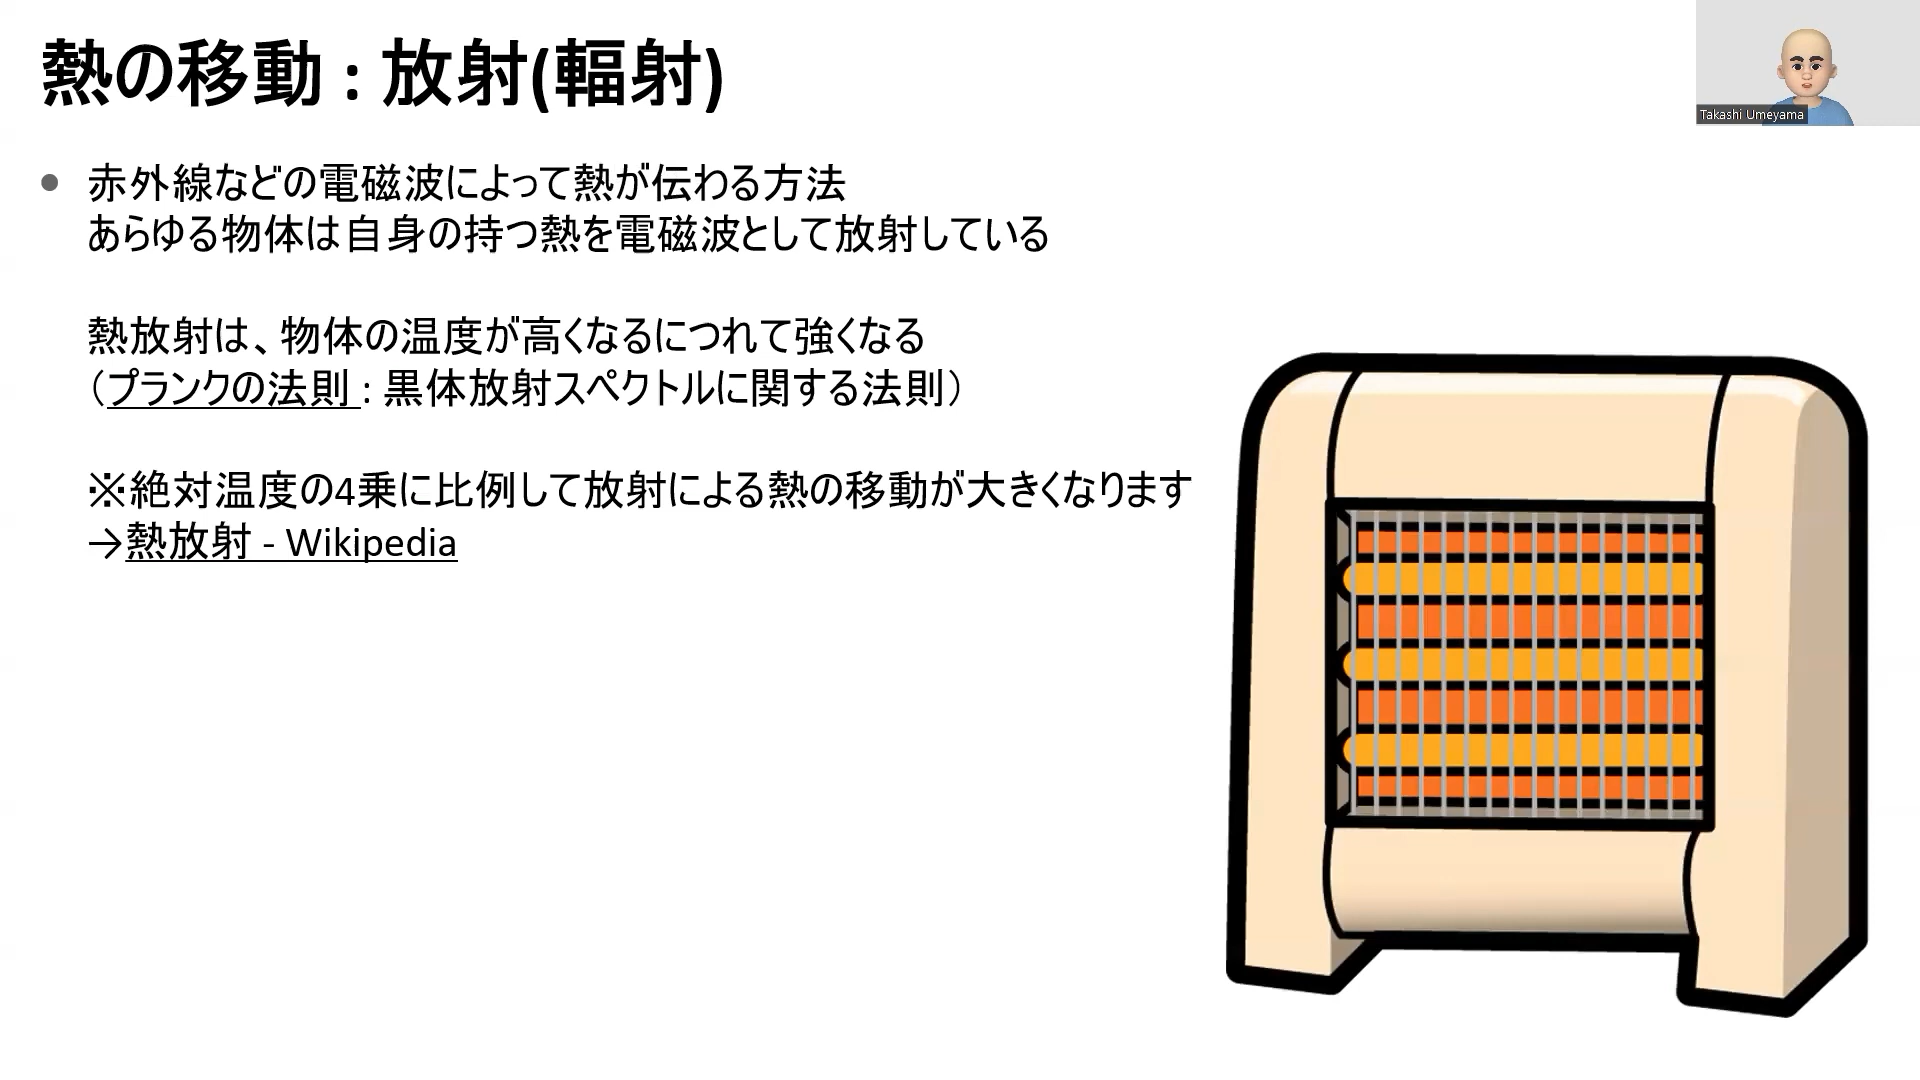 熱の移動 : 放射(輻射)
Takashi Umeyama
● 赤外線などの電磁波によって熱が伝わる方法
あらゆる物体は自身の持つ熱を電磁波として放射している
熱放射は、物体の温度が高くなるにつれて強くなる
（プランクの法則 : 黒体放射スペクトルに関する法則）
※絶対温度の4乗に比例して放射による熱の移動が大きくなります
→熱放射 - Wikipedia